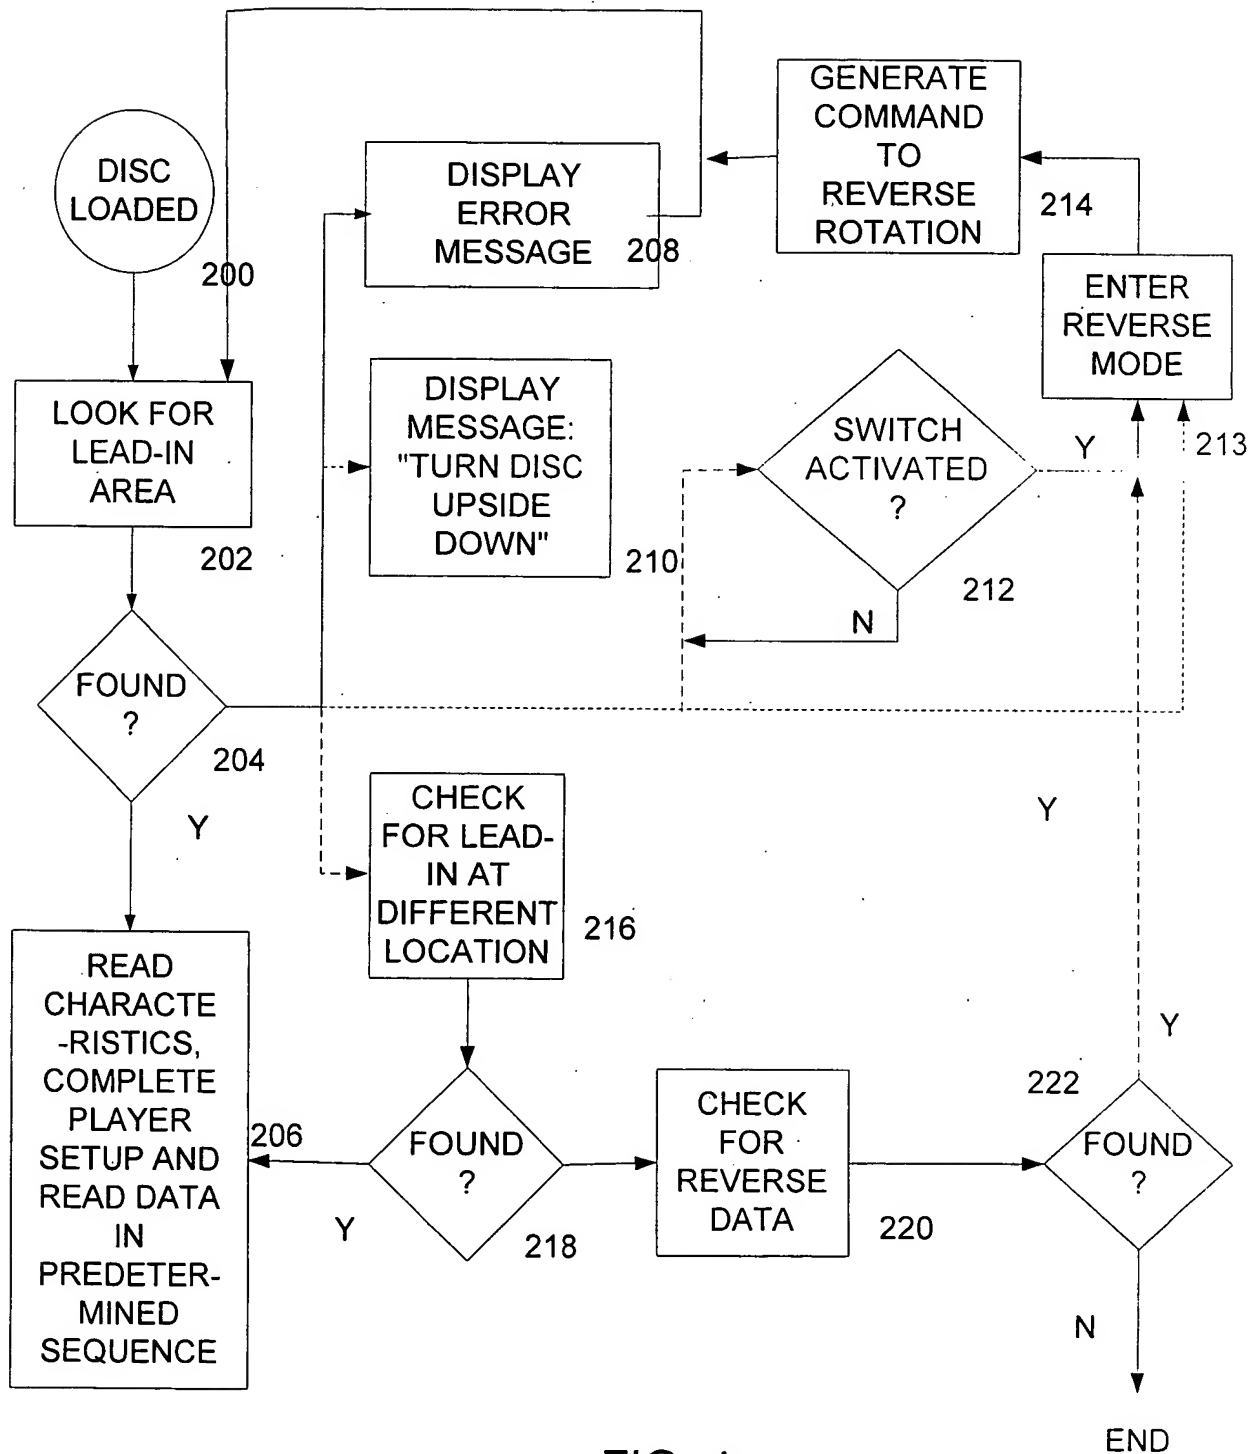 GENERATE
COMMAND
TO
REVERSE
ROTATION
214
DISC
LOADED
200
DISPLAY
ERROR
MESSAGE
208
ENTER
REVERSE
MODE
213
LOOK FOR
LEAD-IN
AREA
202
DISPLAY
MESSAGE:
"TURN DISC
UPSIDE
DOWN"
210
SWITCH
ACTIVATED
?
Y
212
N
FOUND
?
204
Y
CHECK
FOR LEAD-
IN AT
DIFFERENT
LOCATION
216
Y
READ
CHARACTE
-RISTICS,
COMPLETE
PLAYER
SETUP AND
READ DATA
IN
PREDETER-
MINED
SEQUENCE
206
FOUND
?
Y
218
CHECK
FOR
REVERSE
DATA
220
Y
222
FOUND
?
N
END